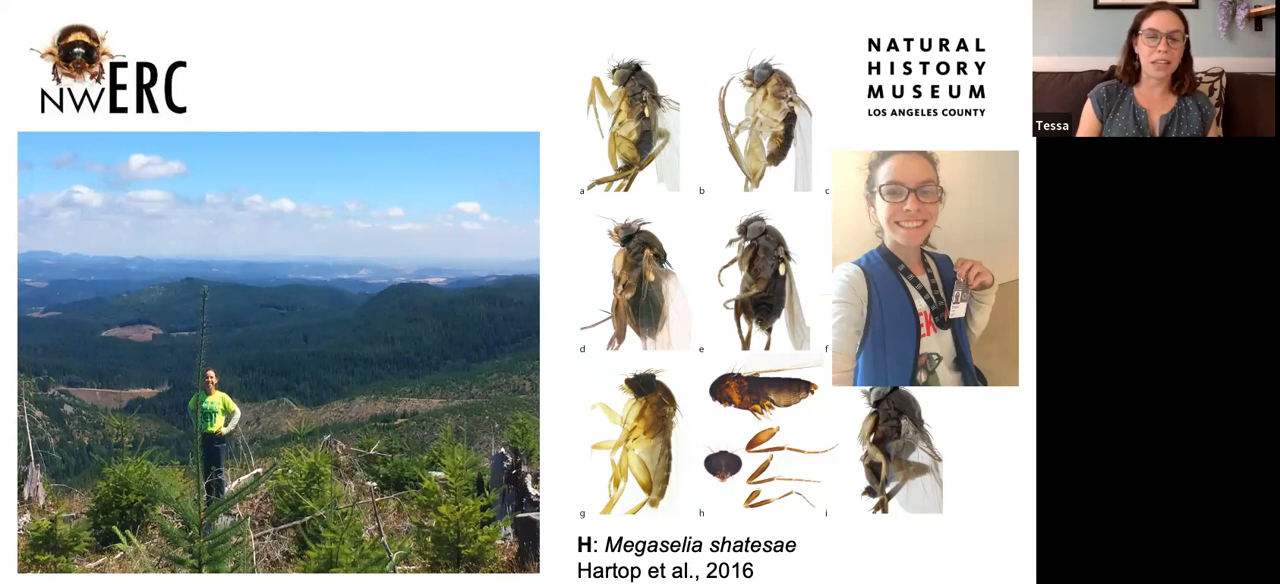 NWERC
NATURAL
HISTORY
MUSEUM
LOS ANGELES COUNTY
Tessa
a
b
c
d
e
f
g
h
i
H: Megaselia shatesae
Hartop et al., 2016